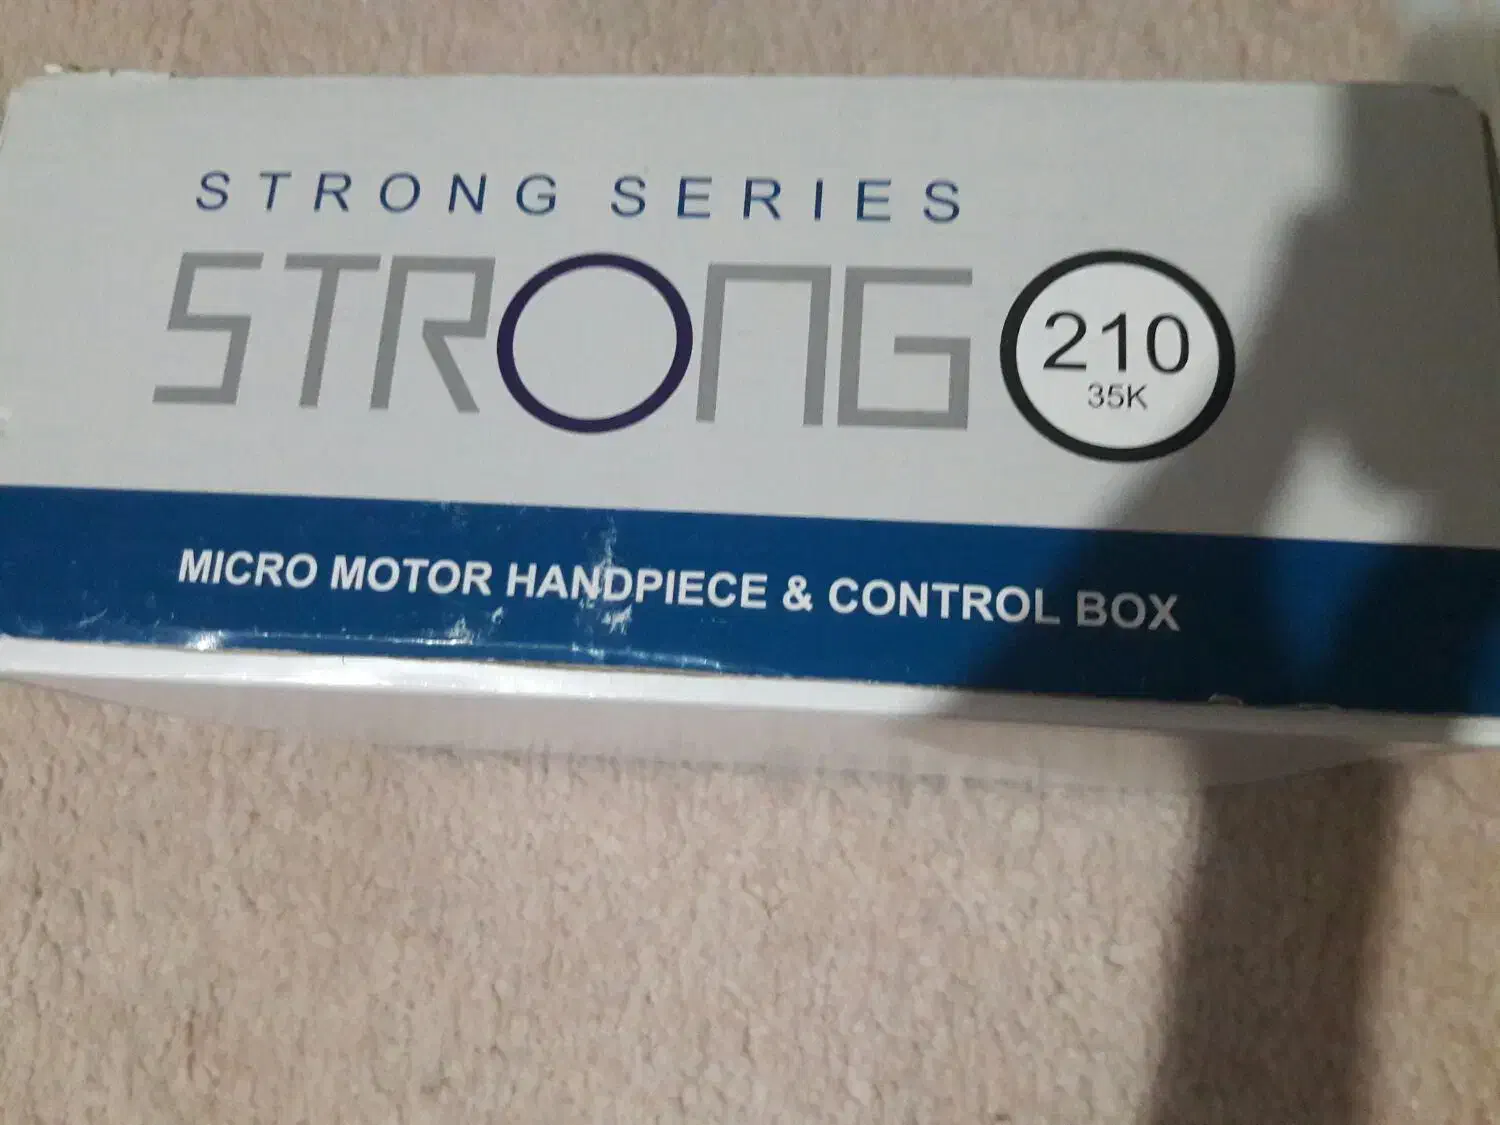 STRONG SERIES
STRONG 210
35K
MICRO MOTOR HANDPIECE & CONTROL BOX